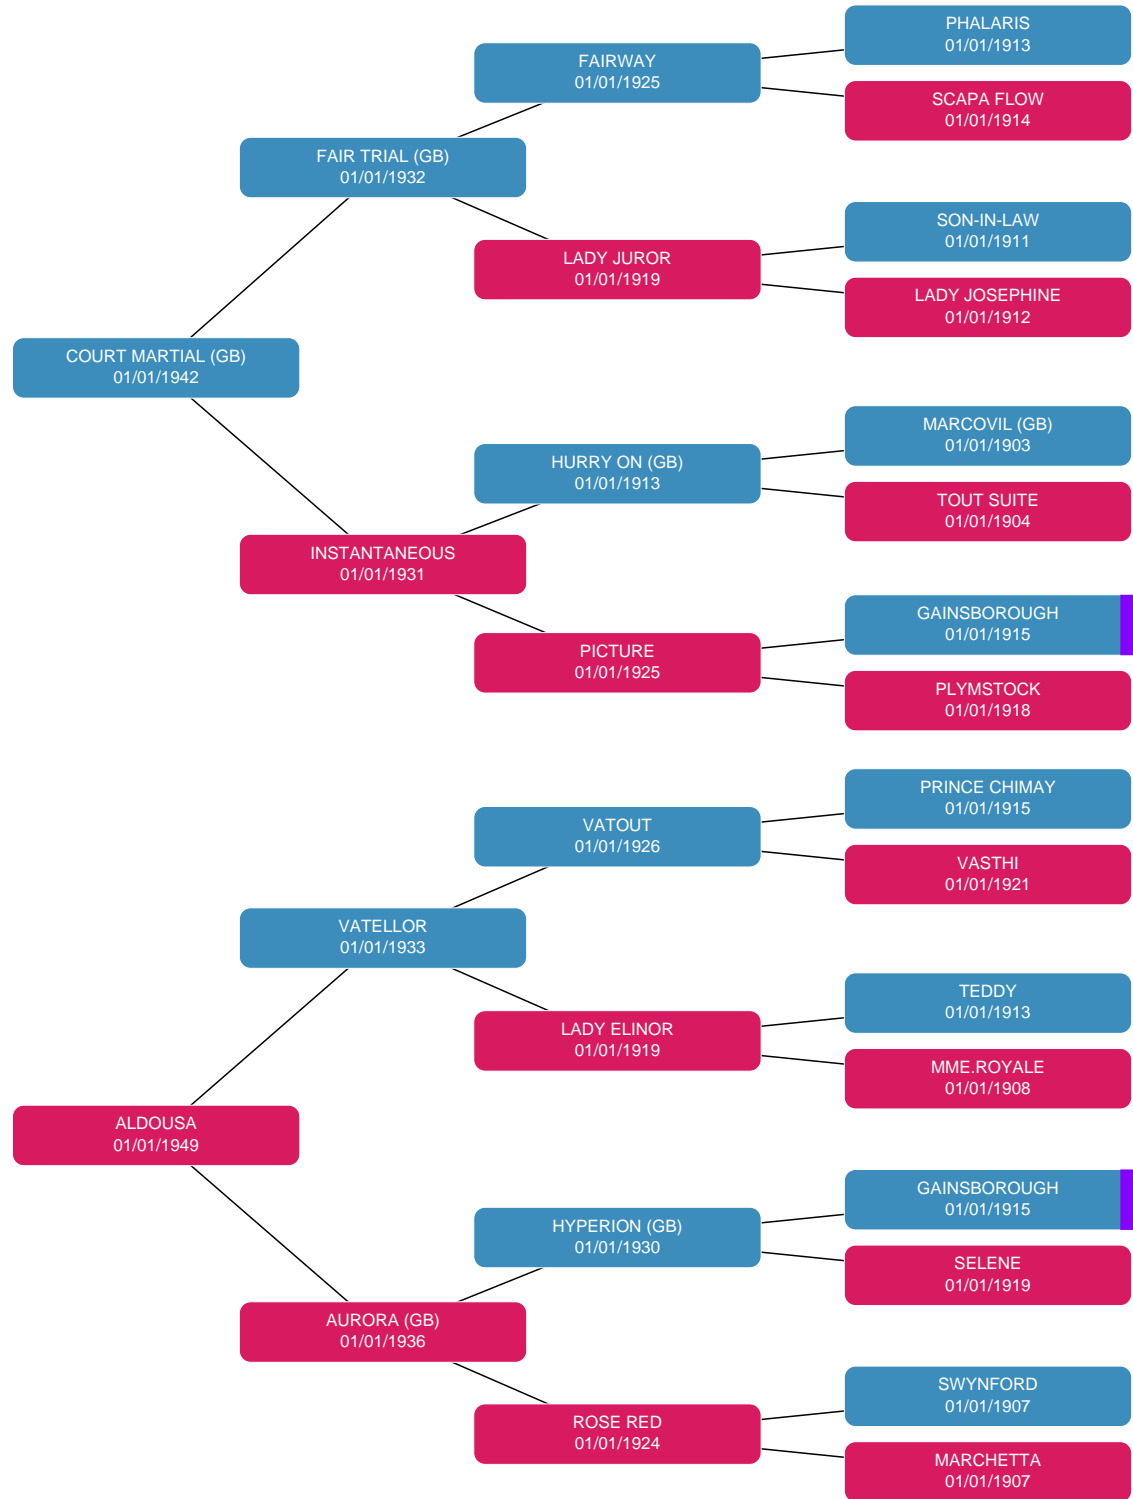 PHALARIS
01/01/1913
FAIRWAY
01/01/1925
SCAPA FLOW
01/01/1914
FAIR TRIAL (GB)
01/01/1932
SON-IN-LAW
01/01/1911
LADY JUROR
01/01/1919
LADY JOSEPHINE
01/01/1912
COURT MARTIAL (GB)
01/01/1942
MARCOVIL (GB)
01/01/1903
HURRY ON (GB)
01/01/1913
TOUT SUITE
01/01/1904
INSTANTANEOUS
01/01/1931
GAINSBOROUGH
01/01/1915
PICTURE
01/01/1925
PLYMSTOCK
01/01/1918
PRINCE CHIMAY
01/01/1915
VATOUT
01/01/1926
VASTHI
01/01/1921
VATELLOR
01/01/1933
TEDDY
01/01/1913
LADY ELINOR
01/01/1919
MME.ROYALE
01/01/1908
ALDOUSA
01/01/1949
GAINSBOROUGH
01/01/1915
HYPERION (GB)
01/01/1930
SELENE
01/01/1919
AURORA (GB)
01/01/1936
SWYNFORD
01/01/1907
ROSE RED
01/01/1924
MARCHETTA
01/01/1907